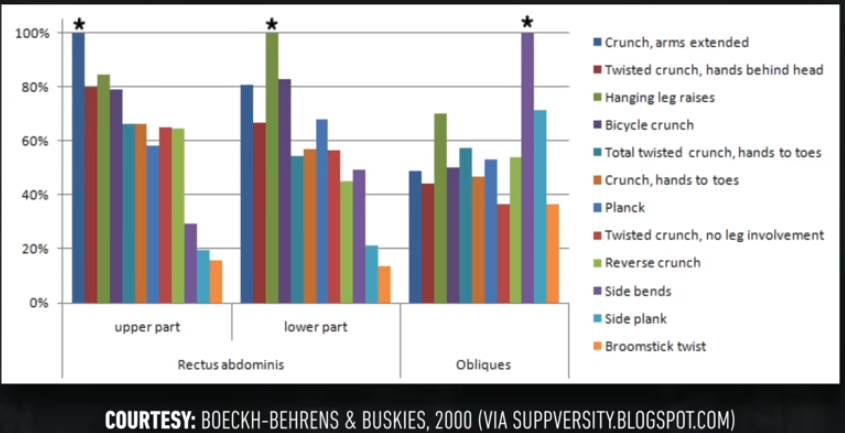 100%
80%
60%
40%
20%
0%
* * *
upper part
lower part
Rectus abdominis
Obliques
Crunch, arms extended
Twisted crunch, hands behind head
Hanging leg raises
Bicycle crunch
Total twisted crunch, hands to toes
Crunch, hands to toes
Planck
Twisted crunch, no leg involvement
Reverse crunch
Side bends
Side plank
Broomstick twist
COURTESY: BOECKH-BEHRENS & BUSKIES, 2000 (VIA SUPPVERSITY.BLOGSPOT.COM)